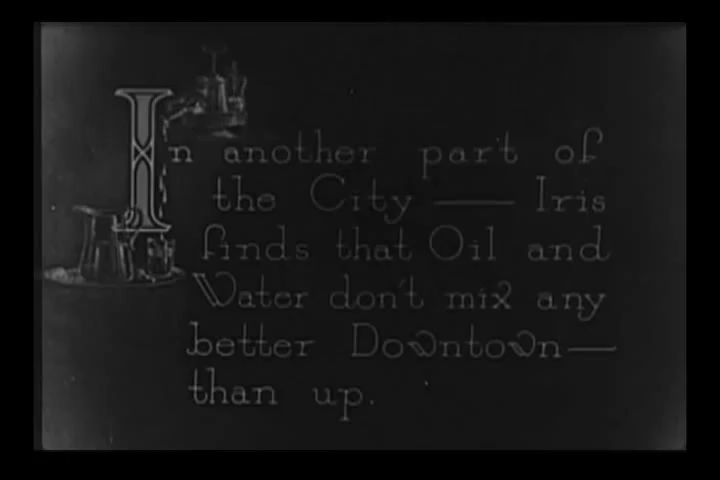 In another part of
the City — Iris
finds that Oil and
Water don't mix any
better Downtown—
than up.